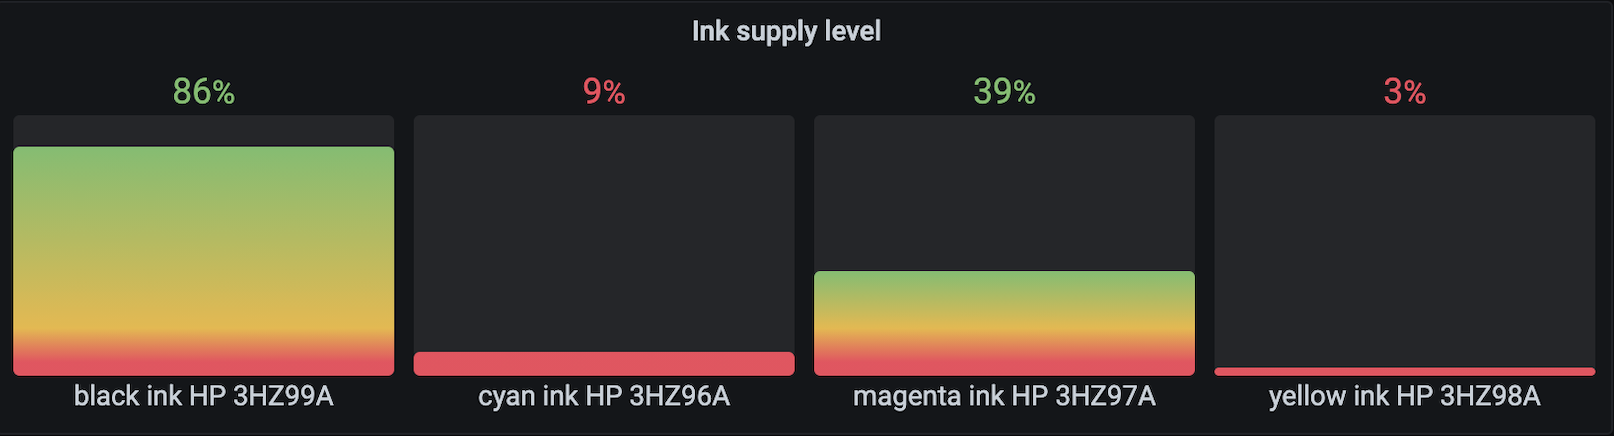 Ink supply level
86%
9%
39%
3%
black ink HP 3HZ99A
cyan ink HP 3HZ96A
magenta ink HP 3HZ97A
yellow ink HP 3HZ98A